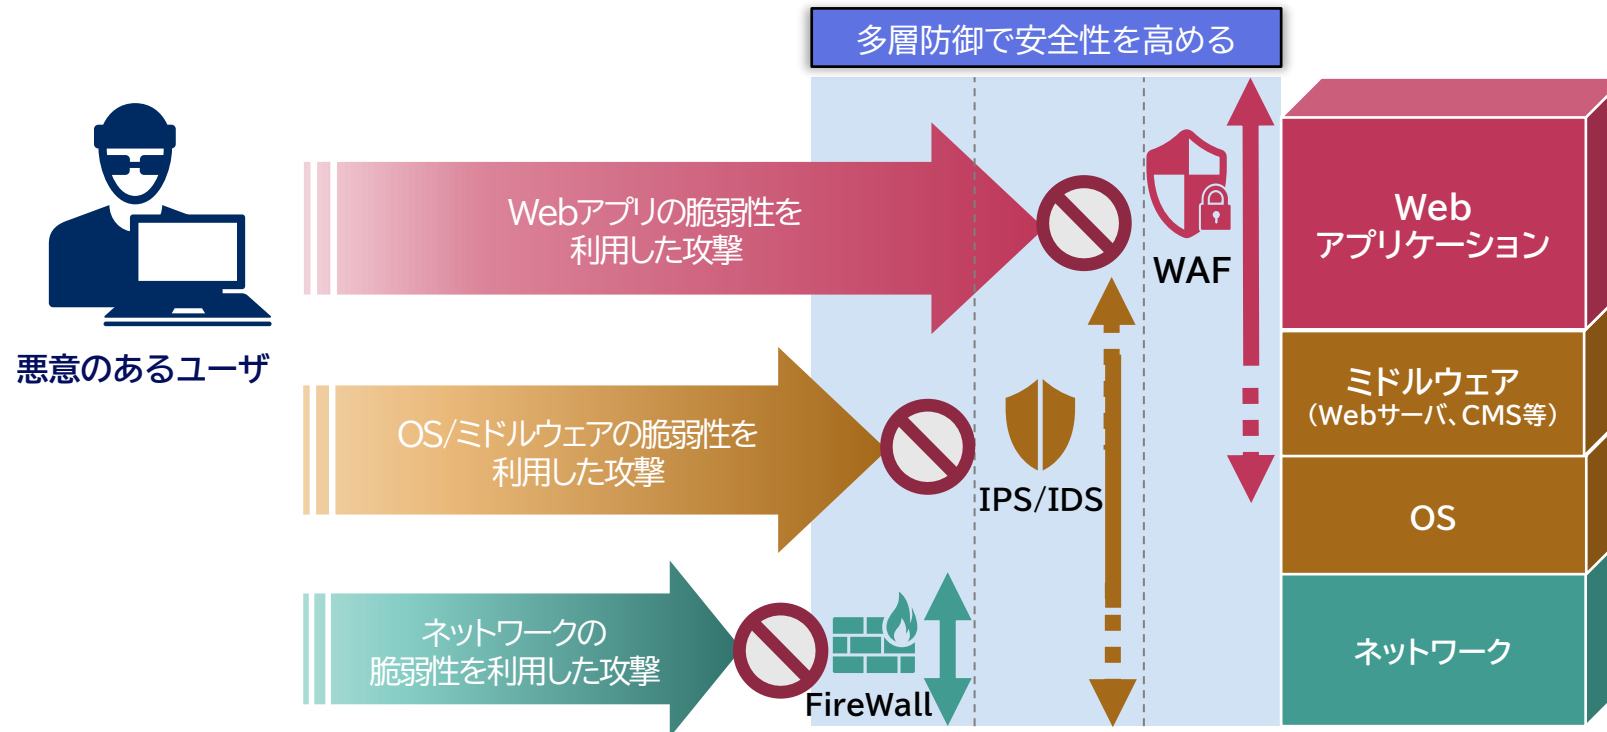 多層防御で安全性を高める
悪意のあるユーザ
Webアプリの脆弱性を
利用した攻撃
WAF
Web
アプリケーション
OS/ミドルウェアの脆弱性を
利用した攻撃
IPS/IDS
ミドルウェア
（Webサーバ、CMS等）
OS
ネットワークの
脆弱性を利用した攻撃
FireWall
ネットワーク